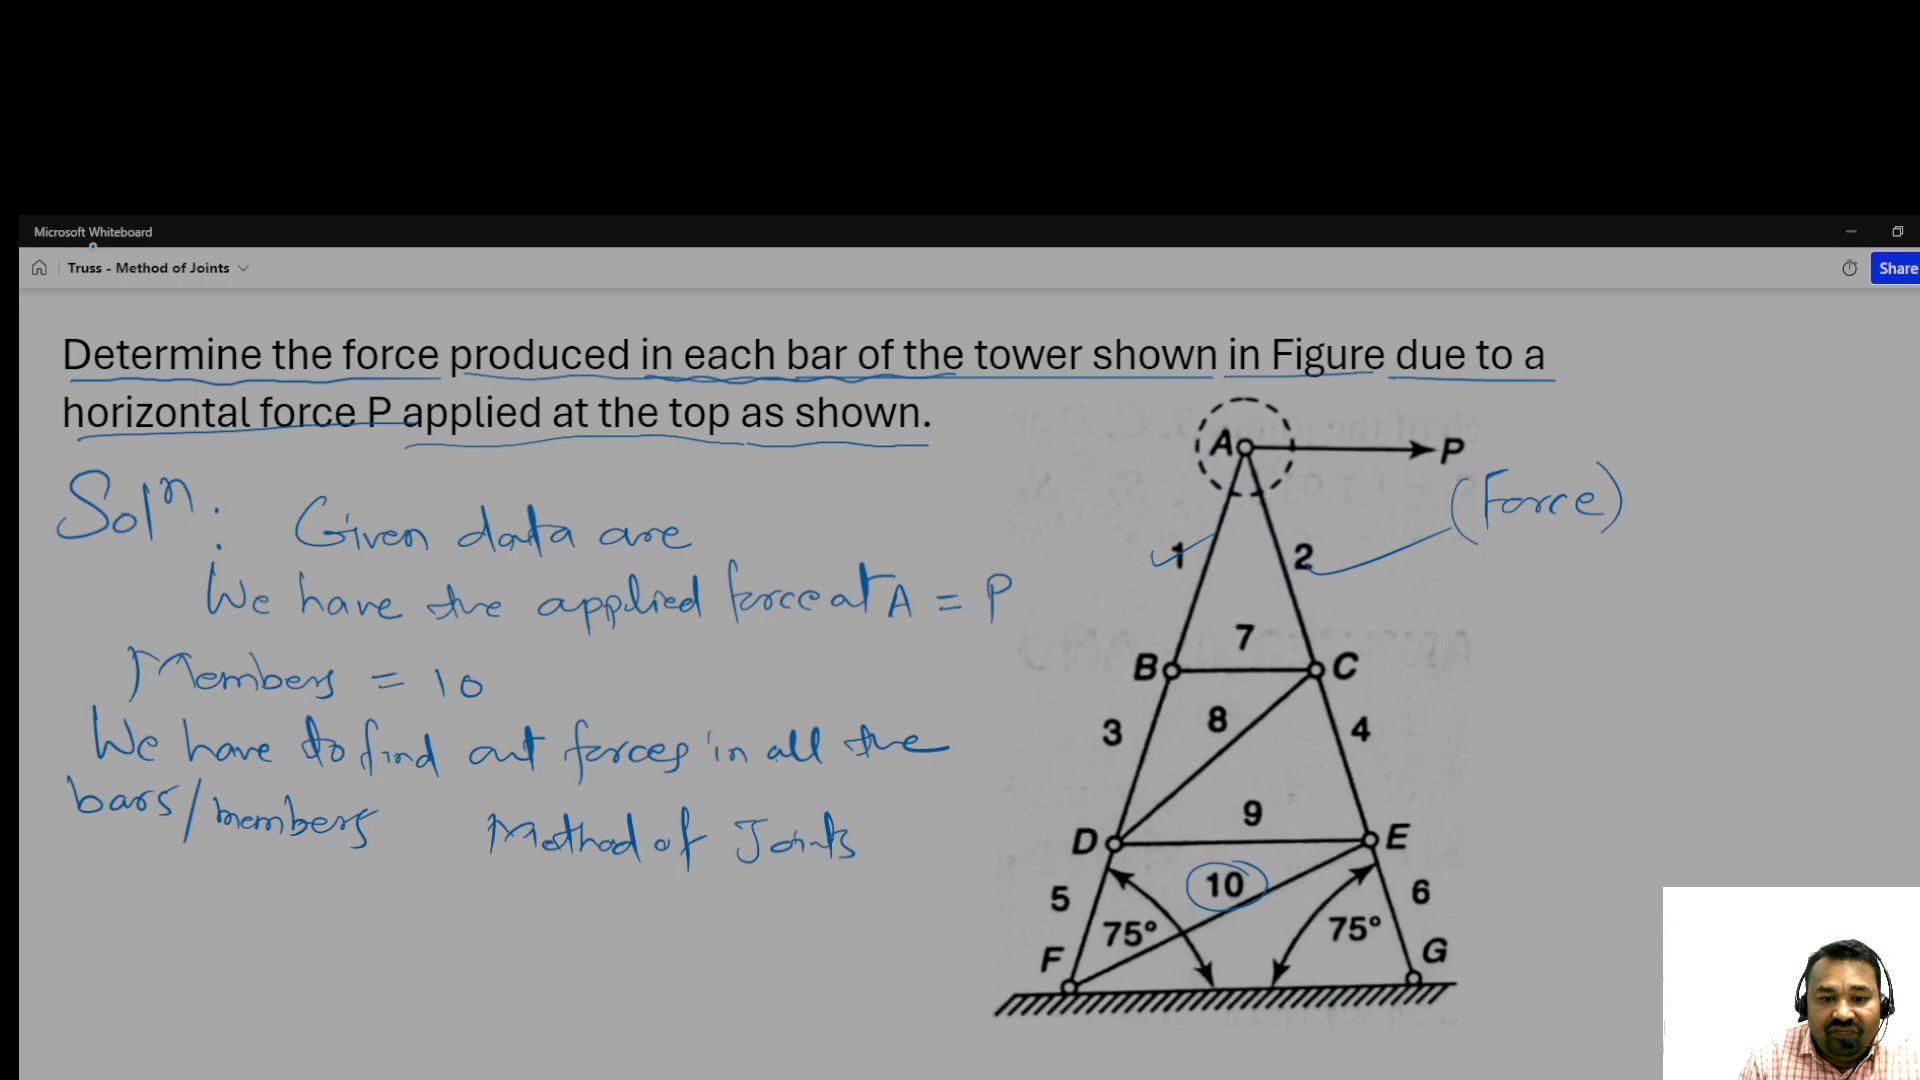 Microsoft Whiteboard
Truss - Method of Joints
Share
Determine the force produced in each bar of the tower shown in Figure due to a
horizontal force P applied at the top as shown.
Solⁿ: Given data are
We have the applied force at A = P
Members = 10
We have to find out forces in all the
bars/members Method of Joints
A P
(Force)
1 2
7
B C
3 8 4
9
D E
10
5 75° 75° 6
F G